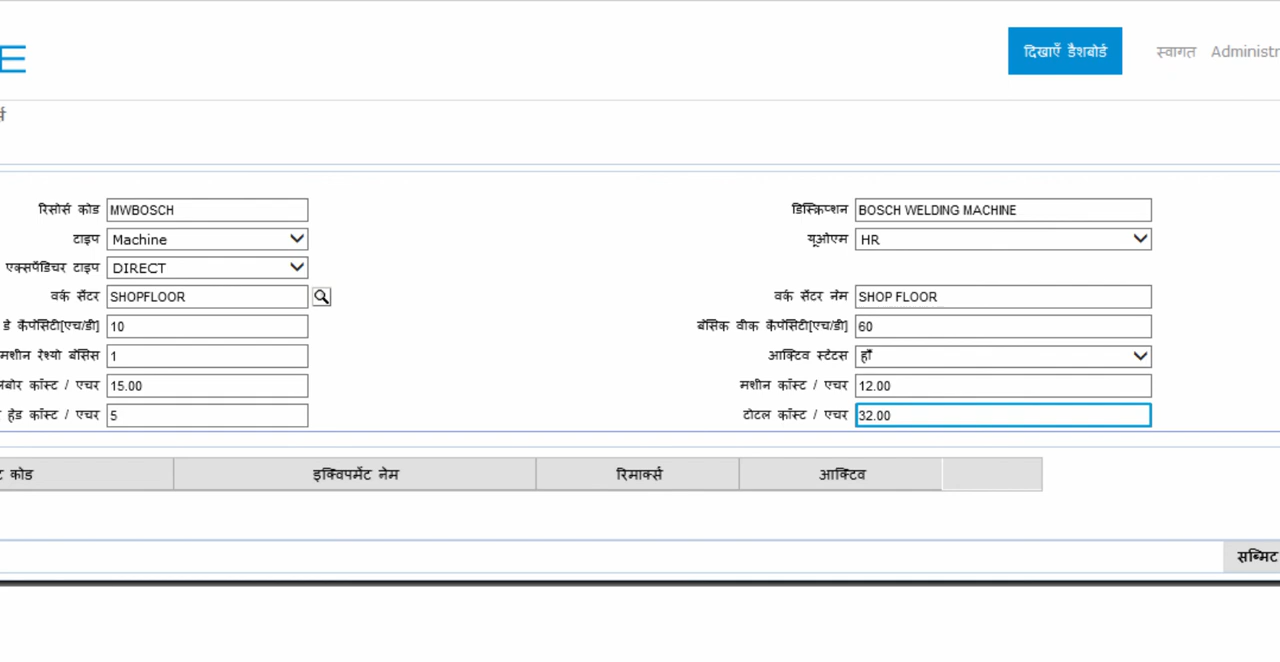 E
दिखाएँ डैशबोर्ड स्वागत Administr
रिसोर्स कोड MWBOSCH डिस्क्रिप्शन BOSCH WELDING MACHINE
टाइप Machine यूओएम HR
एक्सपेंडिचर टाइप DIRECT
वर्क सेंटर SHOPFLOOR वर्क सेंटर नेम SHOP FLOOR
डे कैपॅसिटी[एच/डी] 10 बॅसिक वीक कैपॅसिटी[एच/डी] 60
मशीन रेश्यो बॅसिस 1 आक्टिव स्टेटस हाँ
लेबोर कॉस्ट / एचर 15.00 मशीन कॉस्ट / एचर 12.00
हेड कॉस्ट / एचर 5 टोटल कॉस्ट / एचर 32.00
कोड इक्विपमेंट नेम रिमार्क्स आक्टिव
सब्मिट